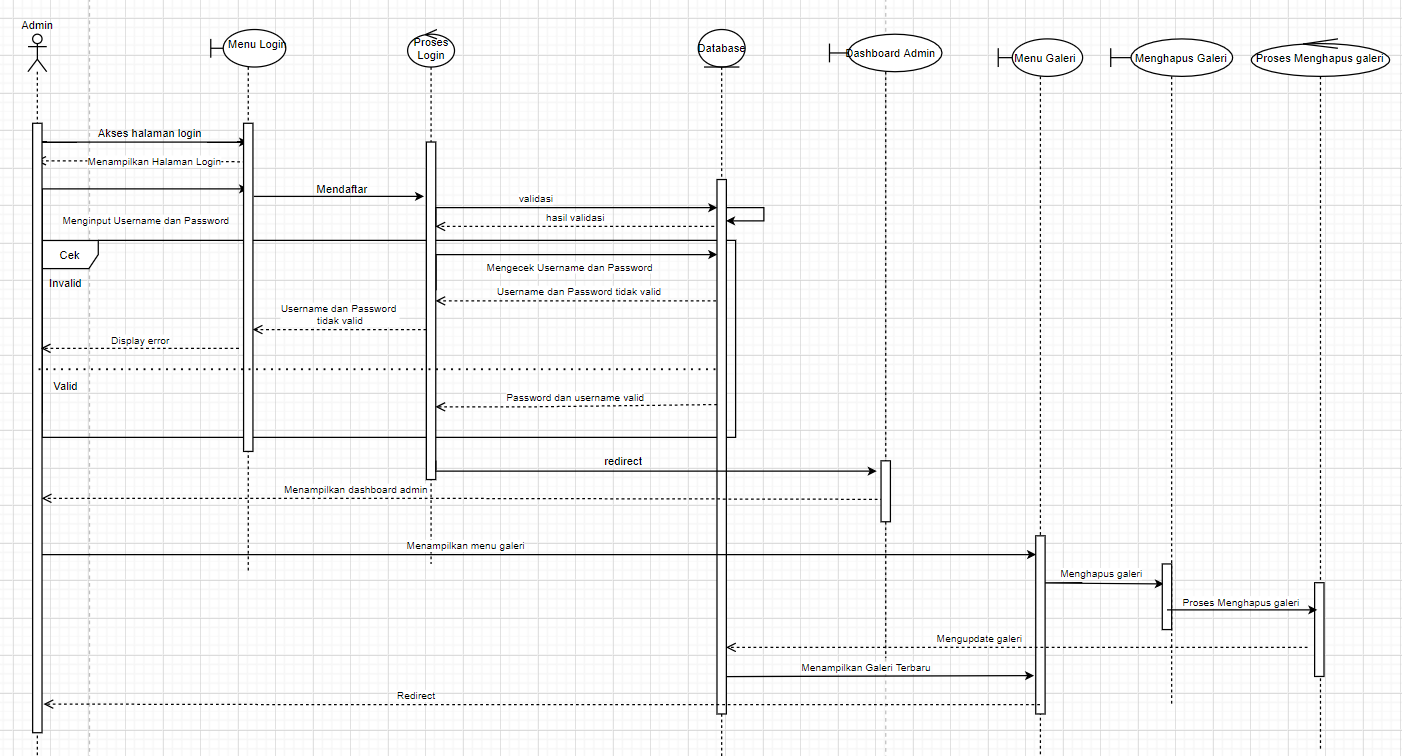 Admin
Menu Login
Proses
Login
Database
Dashboard Admin
Menu Galeri
Menghapus Galeri
Proses Menghapus galeri
Akses halaman login
Menampilkan Halaman Login
Mendaftar
validasi
hasil validasi
Menginput Username dan Password
Cek
Mengecek Username dan Password
Invalid
Username dan Password tidak valid
Username dan Password
tidak valid
Display error
Valid
Password dan username valid
redirect
Menampilkan dashboard admin
Menampilkan menu galeri
Menghapus galeri
Proses Menghapus galeri
Mengupdate galeri
Menampilkan Galeri Terbaru
Redirect